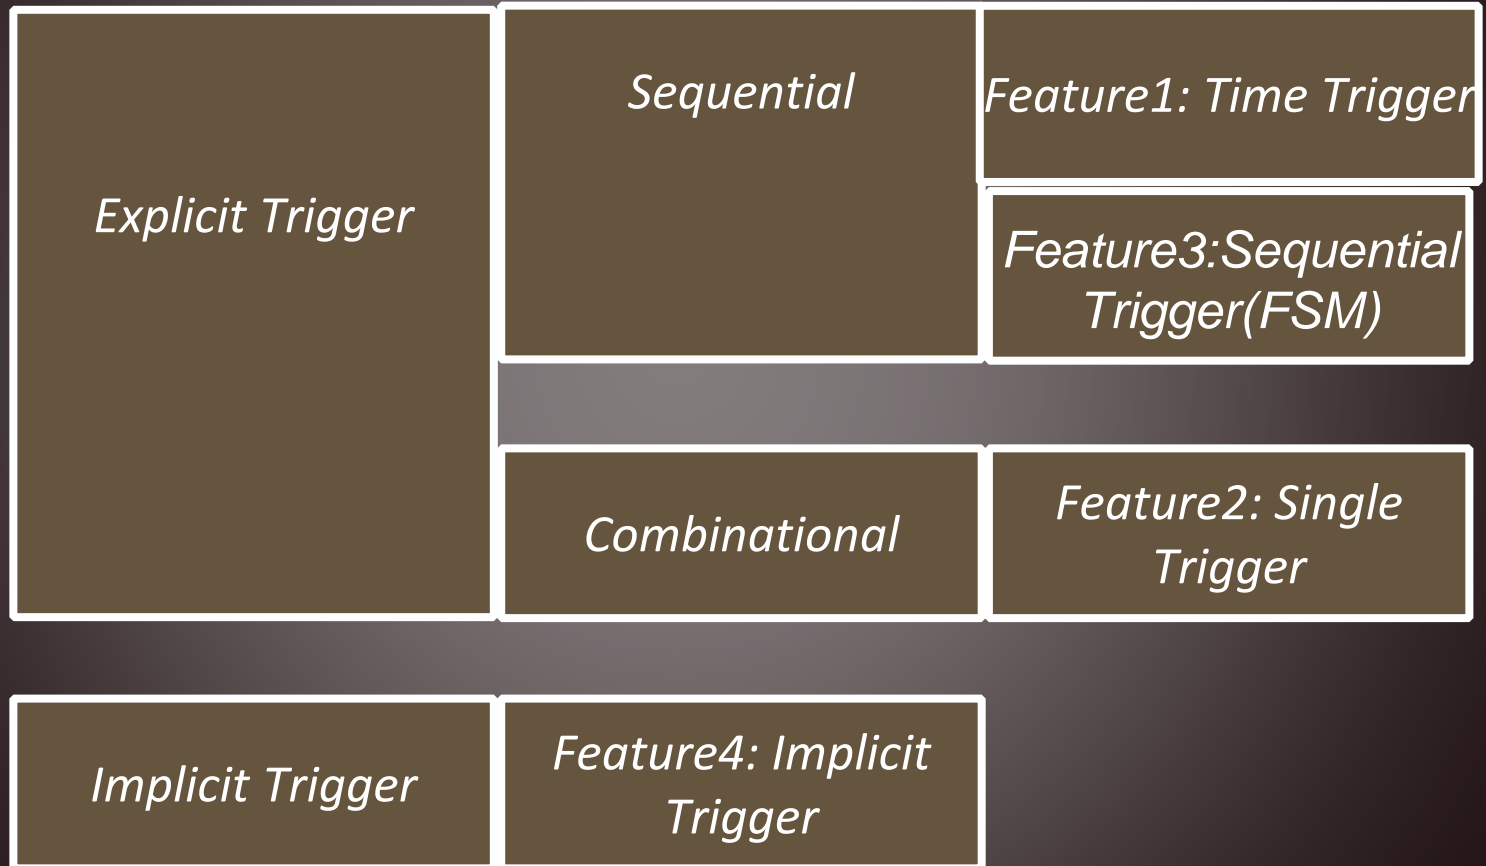 Explicit Trigger
Sequential
Feature1: Time Trigger
Feature3:Sequential
Trigger(FSM)
Combinational
Feature2: Single
Trigger
Implicit Trigger
Feature4: Implicit
Trigger